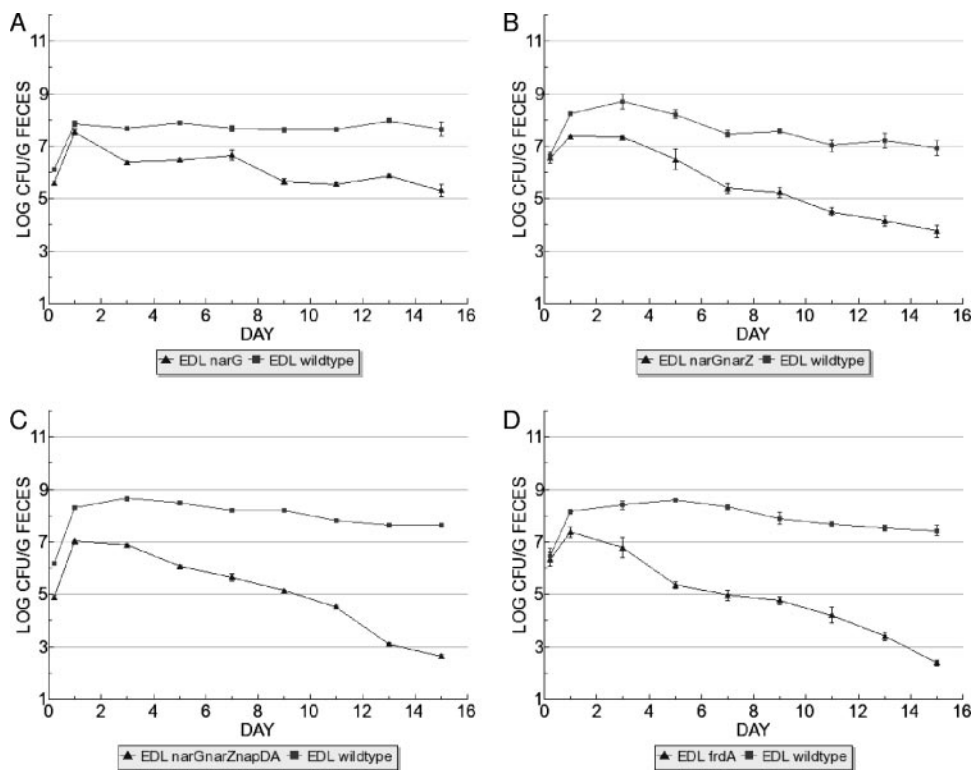 A
LOG CFU/G FECES
11
9
7
5
3
1
0 2 4 6 8 10 12 14 16
DAY
EDL narG EDL wildtype
B
LOG CFU/G FECES
11
9
7
5
3
1
0 2 4 6 8 10 12 14 16
DAY
EDL narGnarZ EDL wildtype
C
LOG CFU/G FECES
11
9
7
5
3
1
0 2 4 6 8 10 12 14 16
DAY
EDL narGnarZnapDA EDL wildtype
D
LOG CFU/G FECES
11
9
7
5
3
1
0 2 4 6 8 10 12 14 16
DAY
EDL frdA EDL wildtype